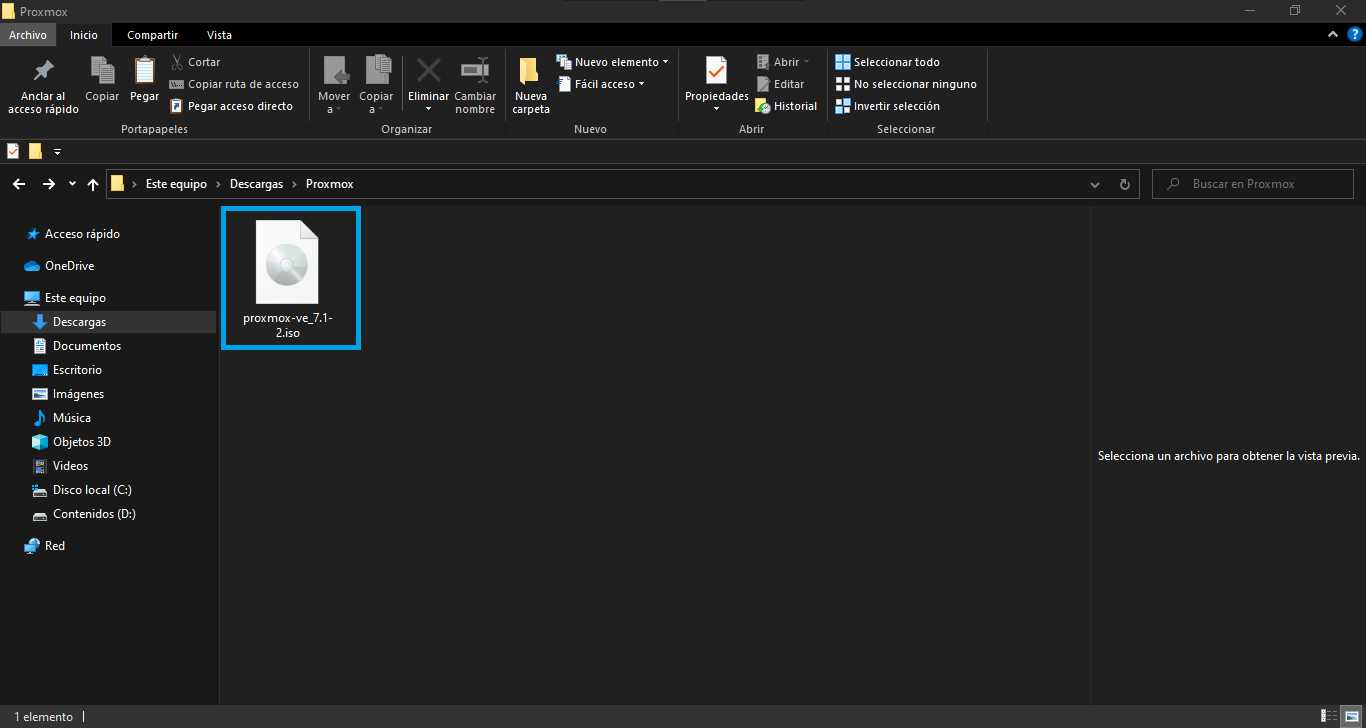 Proxmox
Archivo Inicio Compartir Vista
Anclar al
acceso rápido
Copiar
Pegar
Cortar
Copiar ruta de acceso
Pegar acceso directo
Portapapeles
Mover
a
Copiar
a
Eliminar
Cambiar
nombre
Organizar
Nueva
carpeta
Nuevo elemento
Fácil acceso
Nuevo
Propiedades
Abrir
Editar
Historial
Abrir
Seleccionar todo
No seleccionar ninguno
Invertir selección
Seleccionar
Este equipo > Descargas > Proxmox
Buscar en Proxmox
Acceso rápido
OneDrive
Este equipo
Descargas
Documentos
Escritorio
Imágenes
Música
Objetos 3D
Videos
Disco local (C:)
Contenidos (D:)
Red
proxmox-ve_7.1-
2.iso
Selecciona un archivo para obtener la vista previa.
1 elemento